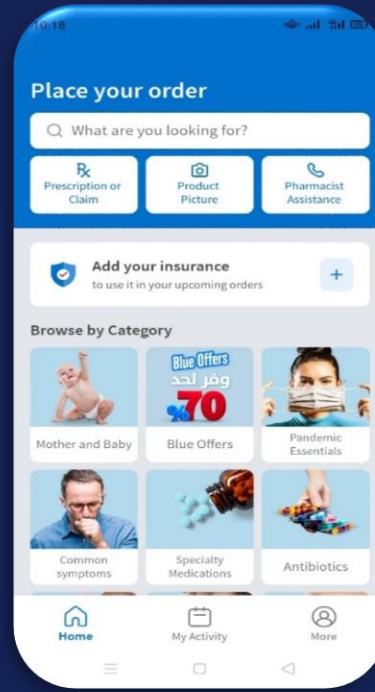 10:18
Place your order
What are you looking for?
Rx
Prescription or
Claim
Product
Picture
Pharmacist
Assistance
Add your insurance
to use it in your upcoming orders
+
Browse by Category
Mother and Baby
Blue Offers
وفر لحد
%70
Blue Offers
Pandemic
Essentials
Common
symptoms
Specialty
Medications
Antibiotics
Home
My Activity
More